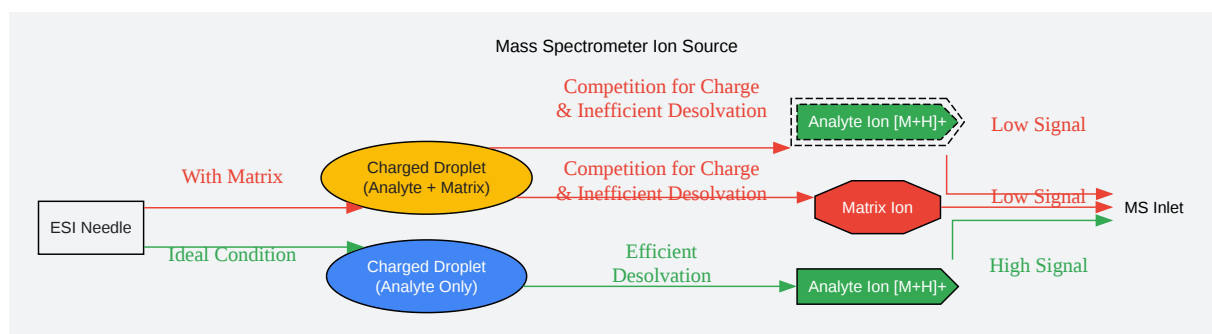 Mass Spectrometer Ion Source
Competition for Charge
& Inefficient Desolvation
Analyte Ion [M+H]+
Low Signal
With Matrix
Charged Droplet
(Analyte + Matrix)
Competition for Charge
& Inefficient Desolvation
Matrix Ion
Low Signal
MS Inlet
ESI Needle
Ideal Condition
Charged Droplet
(Analyte Only)
Efficient
Desolvation
Analyte Ion [M+H]+
High Signal